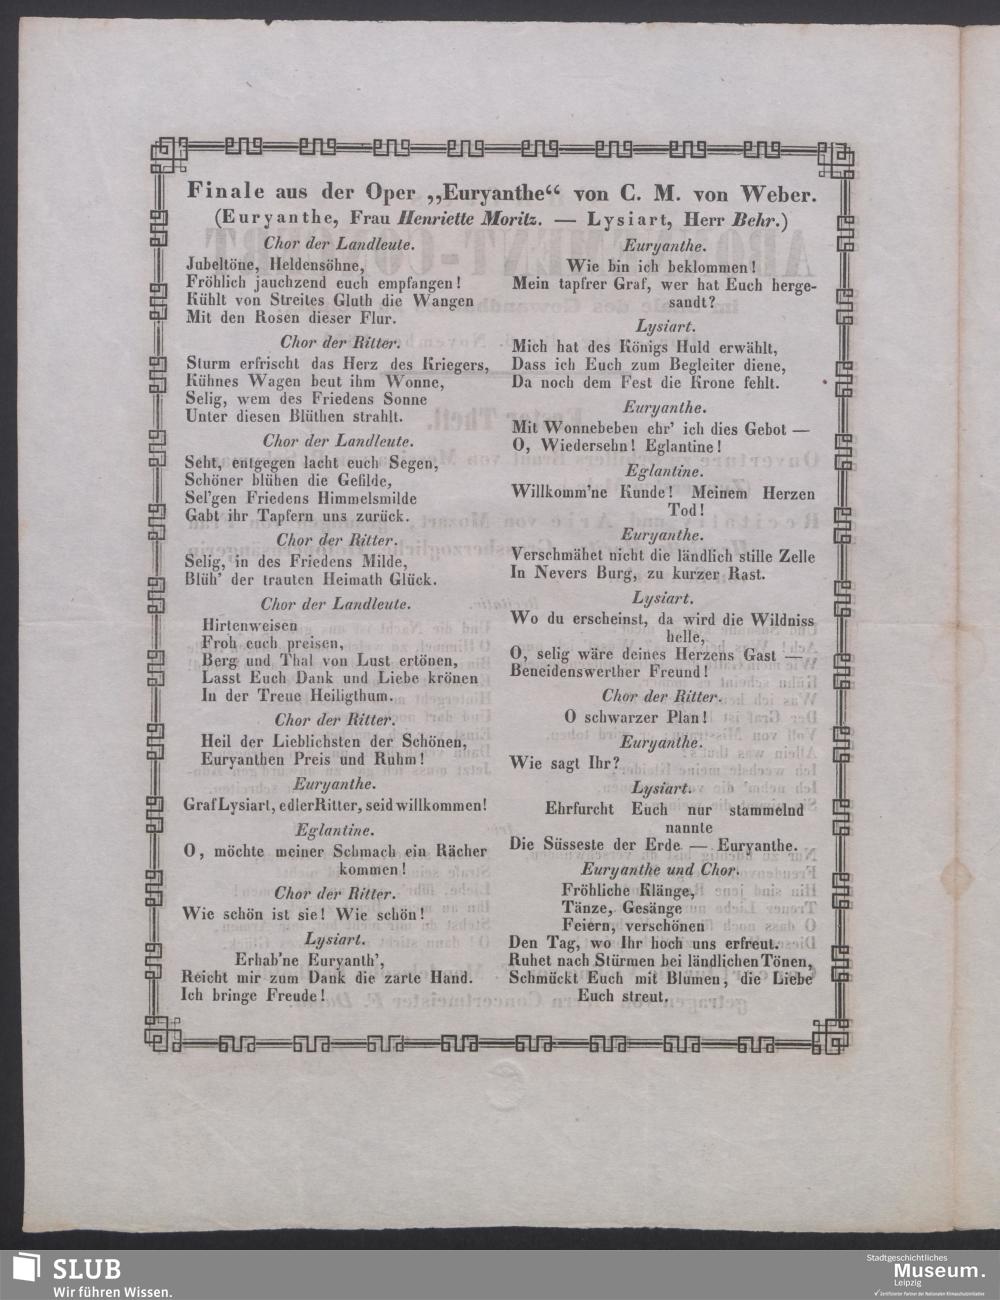 Finale aus der Oper „Euryanthe“ von C. M. von Weber.
(Euryanthe, Frau Henriette Moritz. — Lysiart, Herr Behr.)
Chor der Landleute.
Jubeltöne, Heldensöhne,
Fröhlich jauchzend euch empfangen!
Kühlt von Streites Gluth die Wangen
Mit den Rosen dieser Flur.
Chor der Ritter.
Sturm erfrischt das Herz des Kriegers,
Kühnes Wagen beut ihm Wonne,
Selig, wem des Friedens Sonne
Unter diesen Blüthen strahlt.
Chor der Landleute.
Seht, entgegen lacht euch Segen,
Schöner blühen die Gefilde,
Sel'gen Friedens Himmelsmilde
Gabt ihr Tapfern uns zurück.
Chor der Ritter.
Selig, in des Friedens Milde,
Blüh' der trauten Heimath Glück.
Chor der Landleute.
Hirtenweisen
Froh euch preisen,
Berg und Thal von Lust ertönen,
Lasst Euch Dank und Liebe krönen
In der Treue Heiligthum.
Chor der Ritter.
Heil der Lieblichsten der Schönen,
Euryanthen Preis und Ruhm!
Euryanthe.
Graf Lysiart, edler Ritter, seid willkommen!
Eglantine.
O, möchte meiner Schmach ein Rächer
kommen!
Chor der Ritter.
Wie schön ist sie! Wie schön!
Lysiart.
Erhab'ne Euryanth',
Reicht mir zum Dank die zarte Hand.
Ich bringe Freude!
Euryanthe.
Wie bin ich beklommen!
Mein tapfrer Graf, wer hat Euch herge-
sandt?
Lysiart.
Mich hat des Königs Huld erwählt,
Dass ich Euch zum Begleiter diene,
Da noch dem Fest die Krone fehlt.
Euryanthe.
Mit Wonnebeben ehr' ich dies Gebot —
O, Wiedersehn! Eglantine!
Eglantine.
Willkomm'ne Kunde! Meinem Herzen
Tod!
Euryanthe.
Verschmähet nicht die ländlich stille Zelle
In Nevers Burg, zu kurzer Rast.
Lysiart.
Wo du erscheinst, da wird die Wildniss
helle,
O, selig wäre deines Herzens Gast —
Beneidenswerther Freund!
Chor der Ritter.
O schwarzer Plan!
Euryanthe.
Wie sagt Ihr?
Lysiart.
Ehrfurcht Euch nur stammelnd
nannte
Die Süsseste der Erde — Euryanthe.
Euryanthe und Chor.
Fröhliche Klänge,
Tänze, Gesänge
Feiern, verschönen
Den Tag, wo Ihr hoch uns erfreut.
Ruhet nach Stürmen bei ländlichen Tönen,
Schmückt Euch mit Blumen, die Liebe
Euch streut.
SLUB
Wir führen Wissen.
Stadtgeschichtliches
Museum.
Leipzig
Zertifizierter Partner der Nationalen Klimaschutzinitiative